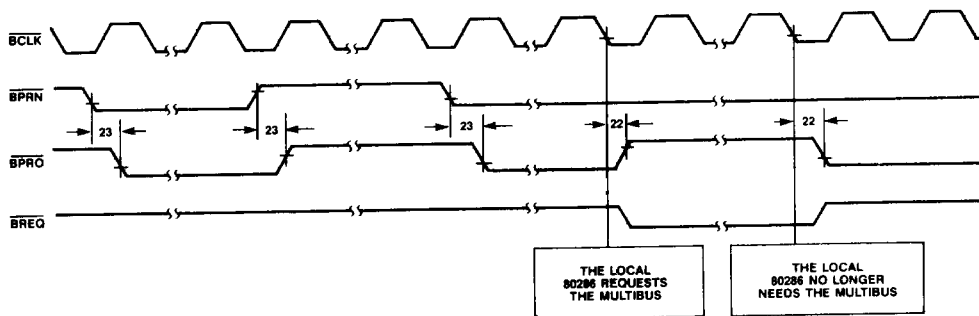 BCLK
BPRN
23 23 23 22 22
BPRO
BREQ
THE LOCAL
80286 REQUESTS
THE MULTIBUS
THE LOCAL
80286 NO LONGER
NEEDS THE MULTIBUS